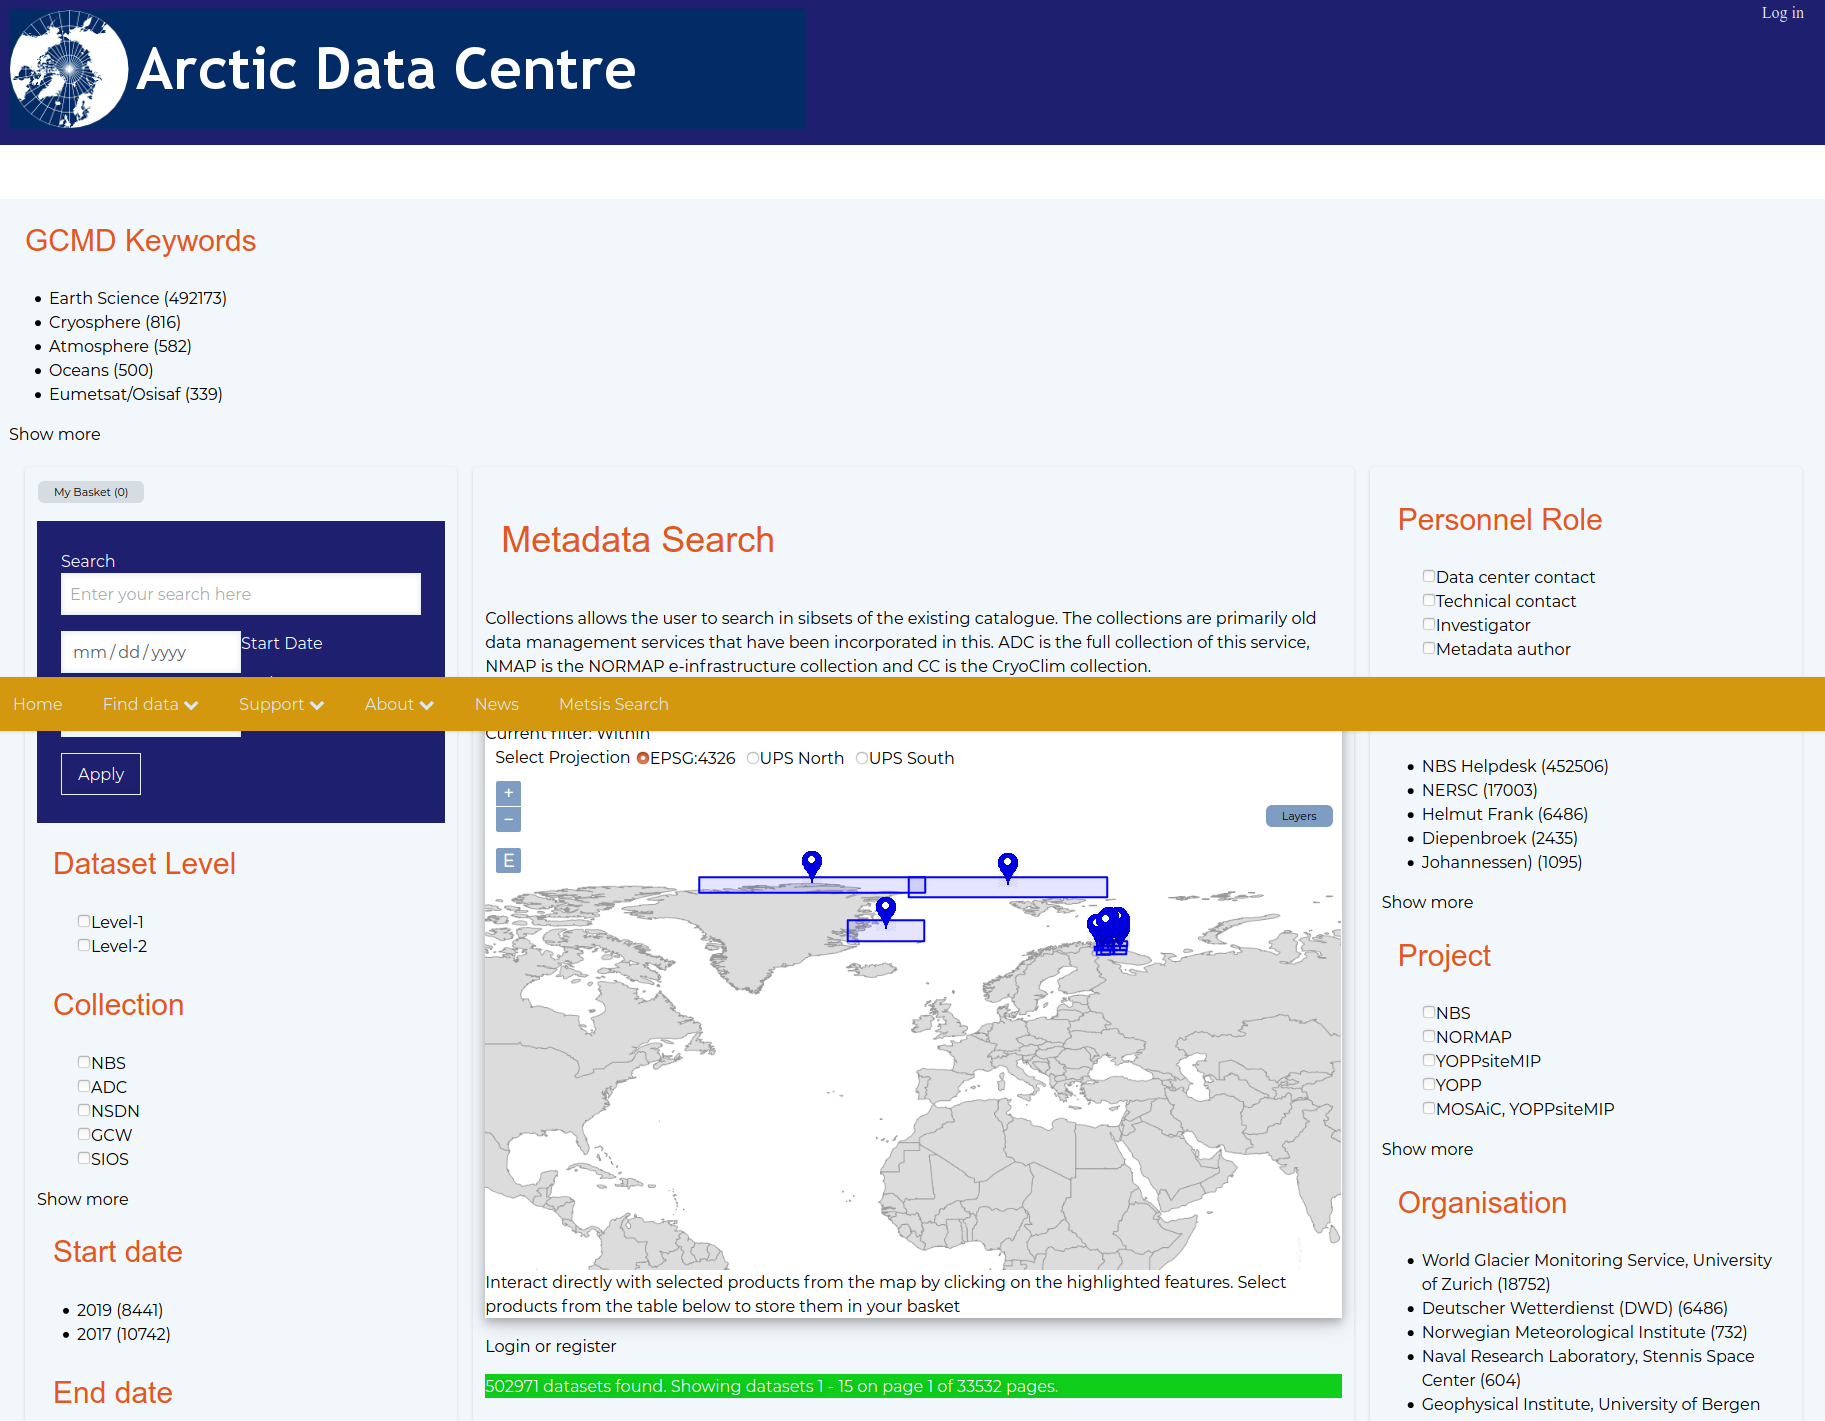 Log in
Arctic Data Centre
GCMD Keywords
Earth Science (492173)
Cryosphere (816)
Atmosphere (582)
Oceans (500)
Eumetsat/Osisaf (339)
Show more
My Basket (0)
Search
Enter your search here
mm/dd/yyyy
Start Date
Metadata Search
Collections allows the user to search in sibsets of the existing catalogue. The collections are primarily old
data management services that have been incorporated in this. ADC is the full collection of this service,
NMAP is the NORMAP e-infrastructure collection and CC is the CryoClim collection.
Personnel Role
Data center contact
Technical contact
Investigator
Metadata author
Home
Find data
Support
About
News
Metsis Search
Apply
Dataset Level
Level-1
Level-2
Collection
NBS
ADC
NSDN
GCW
SIOS
Show more
Start date
2019 (8441)
2017 (10742)
End date
Current filter: Within
Select Projection EPSG:4326 UPS North UPS South
+
−
Layers
E
Interact directly with selected products from the map by clicking on the highlighted features. Select
products from the table below to store them in your basket
Login or register
502971 datasets found. Showing datasets 1 - 15 on page 1 of 33532 pages.
NBS Helpdesk (452506)
NERSC (17003)
Helmut Frank (6486)
Diepenbroek (2435)
Johannessen) (1095)
Show more
Project
NBS
NORMAP
YOPPsiteMIP
YOPP
MOSAiC, YOPPsiteMIP
Show more
Organisation
World Glacier Monitoring Service, University
of Zurich (18752)
Deutscher Wetterdienst (DWD) (6486)
Norwegian Meteorological Institute (732)
Naval Research Laboratory, Stennis Space
Center (604)
Geophysical Institute, University of Bergen